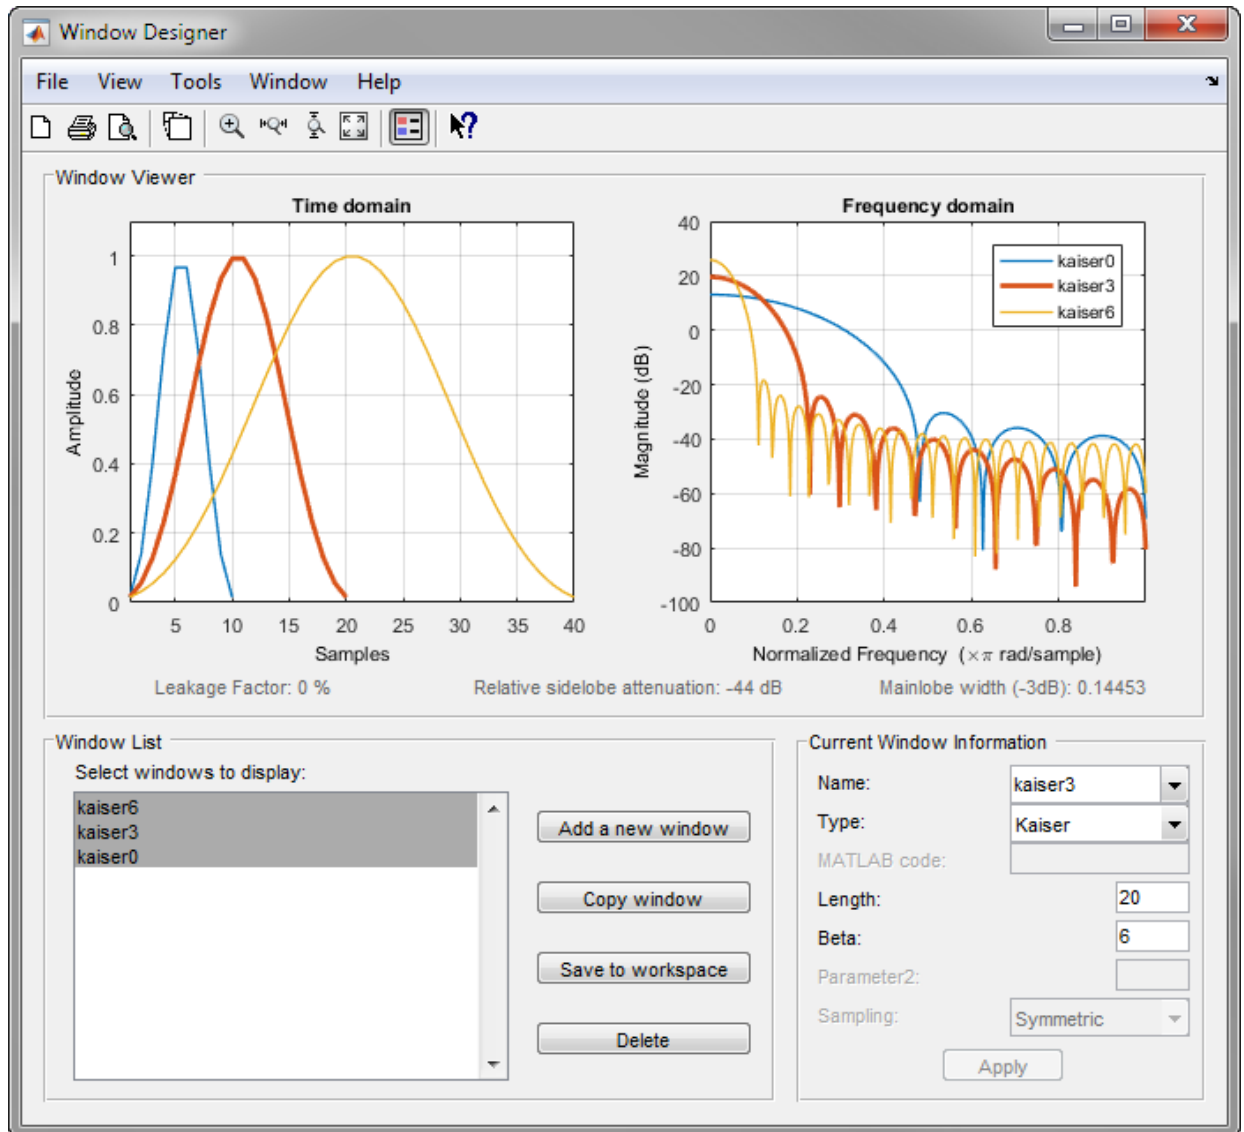 Window Designer
File View Tools Window Help
Window Viewer
Time domain
Frequency domain
1
0.8
0.6
0.4
0.2
0
Amplitude
5 10 15 20 25 30 35 40
Samples
40
20
0
-20
-40
-60
-80
-100
Magnitude (dB)
kaiser0
kaiser3
kaiser6
0 0.2 0.4 0.6 0.8
Normalized Frequency (×π rad/sample)
Leakage Factor: 0 % Relative sidelobe attenuation: -44 dB Mainlobe width (-3dB): 0.14453
Window List
Select windows to display:
kaiser6
kaiser3
kaiser0
Add a new window
Copy window
Save to workspace
Delete
Current Window Information
Name: kaiser3
Type: Kaiser
MATLAB code:
Length: 20
Beta: 6
Parameter2:
Sampling: Symmetric
Apply